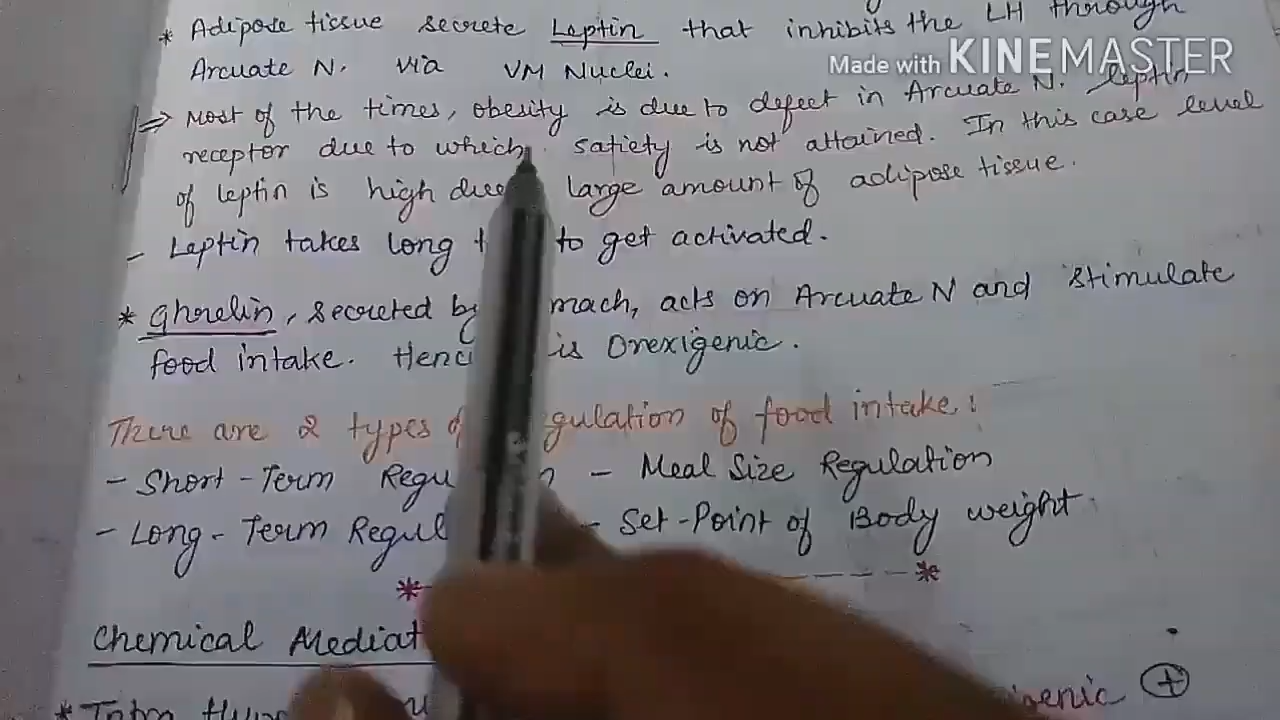 * Adipose tissue secrete Leptin that inhibits the LH through
Arcuate N. via VM Nuclei.
Made with KINEMASTER
⇒ Most of the times, obesity is due to defect in Arcuate N. leptin
receptor due to which satiety is not attained. In this case level
of leptin is high due large amount of adipose tissue.
- Leptin takes long to get activated.
* Ghrelin, secreted by mach, acts on Arcuate N and stimulate
food intake. Henc is Orexigenic.
There are 2 types of gulation of food intake:
- Short-Term Regu n - Meal Size Regulation
- Long-Term Regul - Set-Point of Body weight.
* - - - - *
Chemical Mediat
* Intra hypo genic +